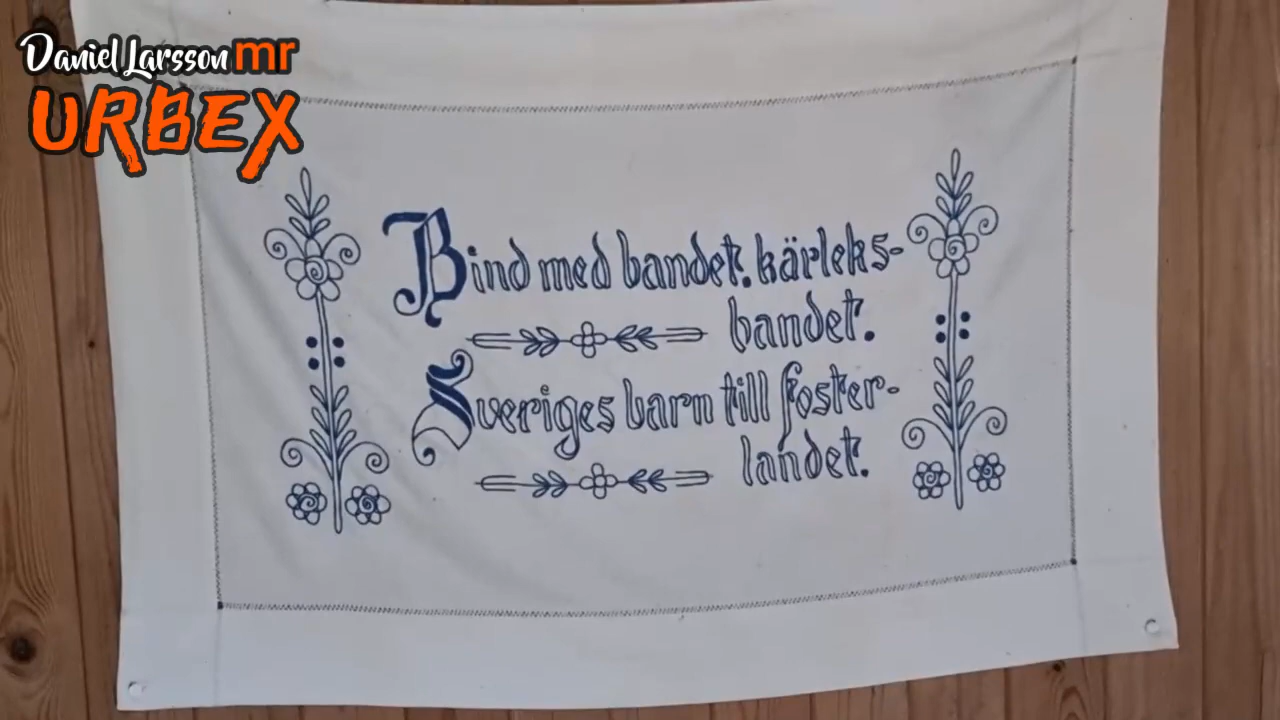 Daniel Larsson mr
URBEX
Bind med bandet. kärleks-
bandet.
Sveriges barn till foster-
landet.